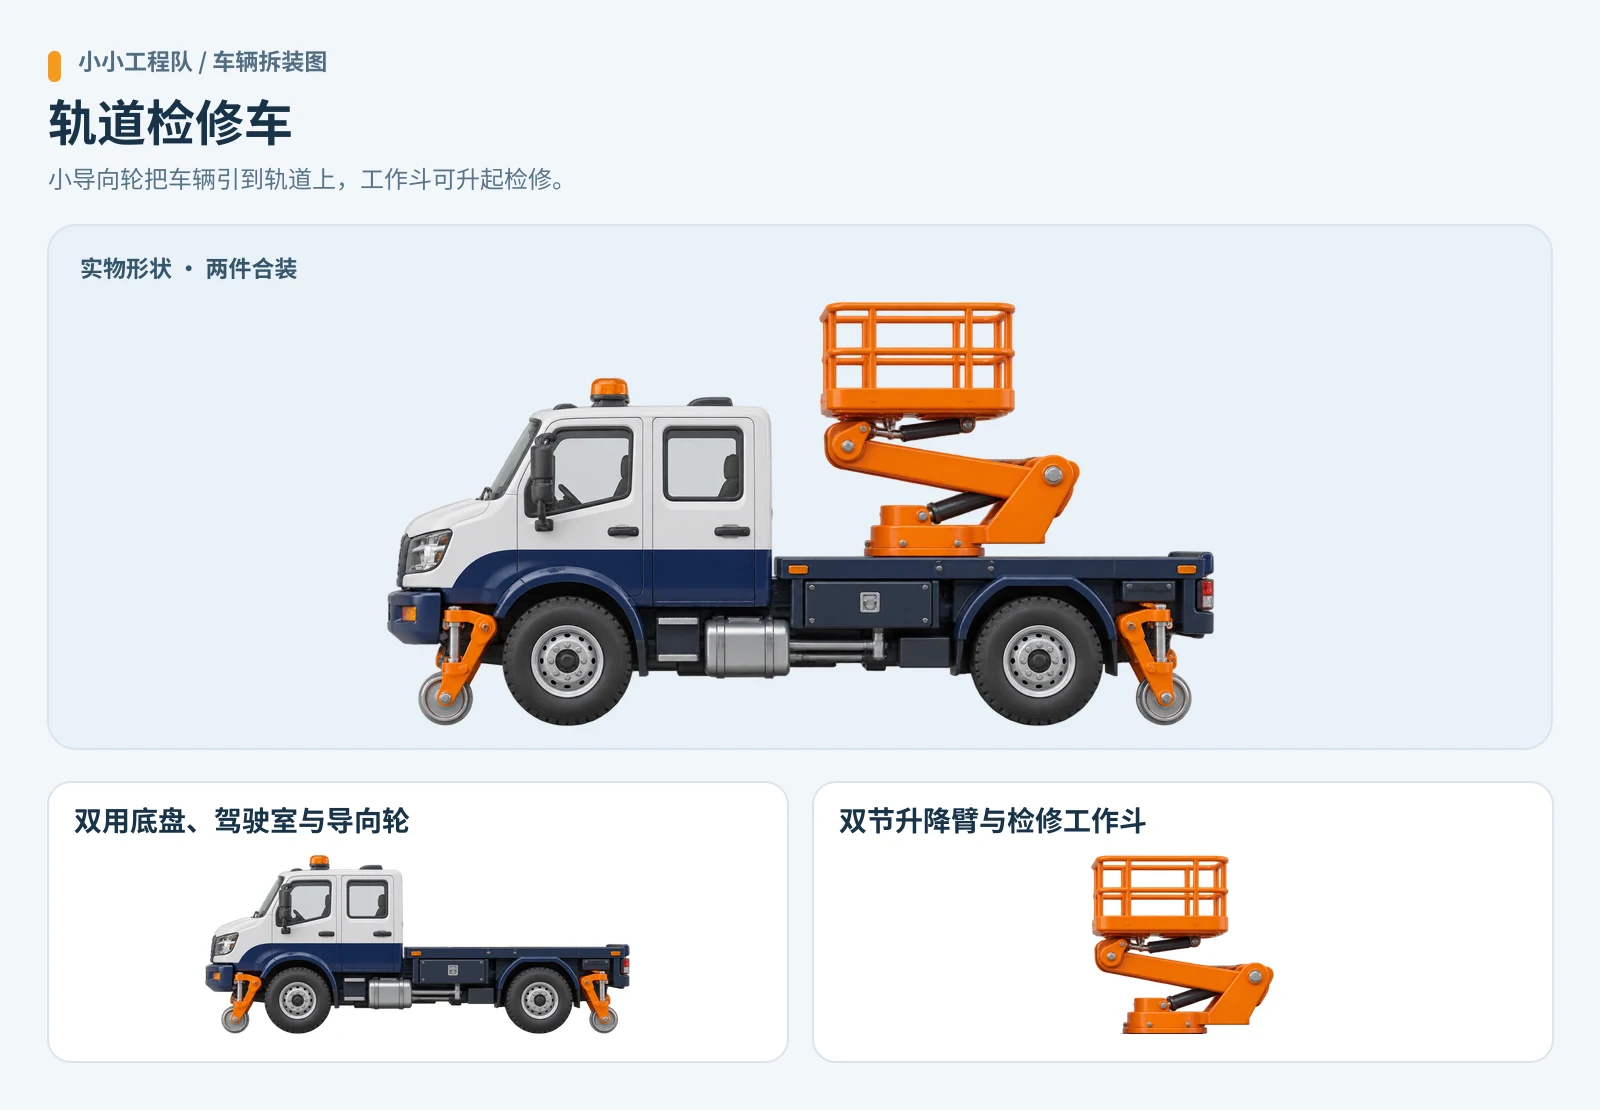 小小工程队 / 车辆拆装图
轨道检修车
小导向轮把车辆引到轨道上，工作斗可升起检修。
实物形状 · 两件合装
双用底盘、驾驶室与导向轮
双节升降臂与检修工作斗